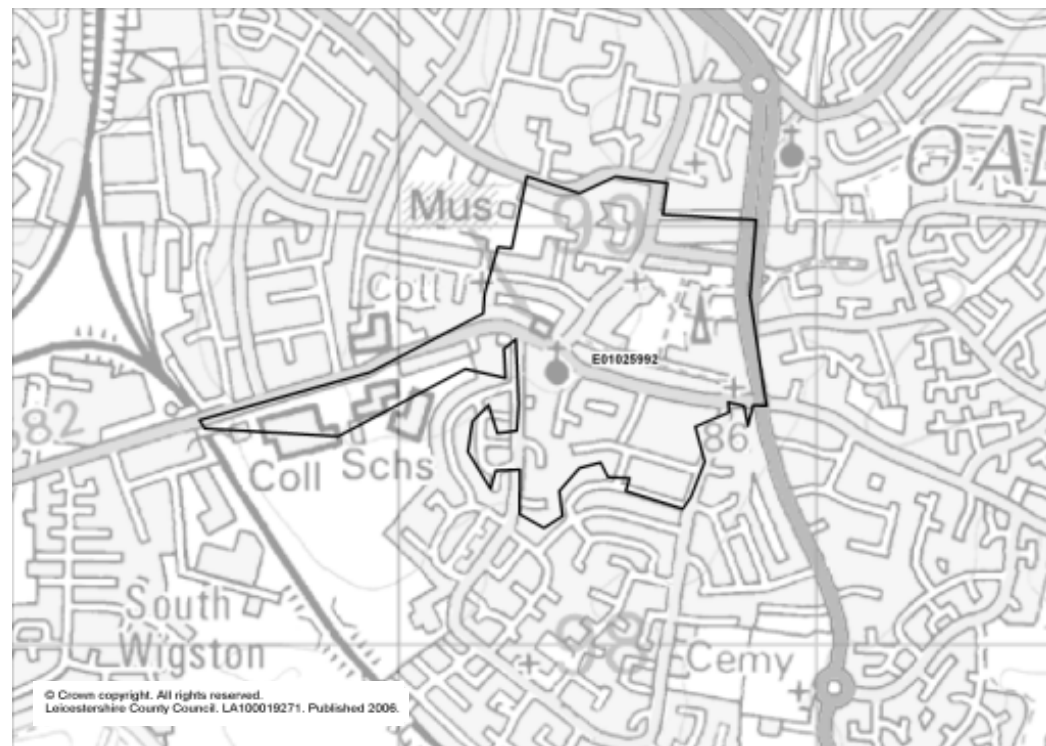 OA
Mus
99
Coll
E01025992
82
86
Coll
Schs
South
Wigston
98
Cemy
© Crown copyright. All rights reserved.
Leicestershire County Council. LA100019271. Published 2006.